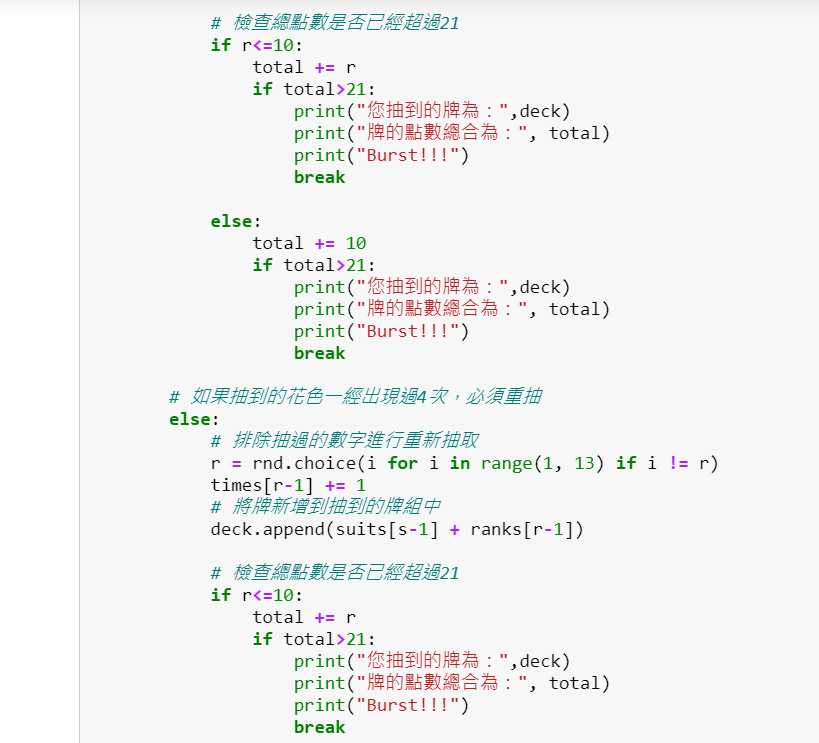 # 檢查總點數是否已經超過21
if r<=10:
total += r
if total>21:
print("您抽到的牌為：",deck)
print("牌的點數總合為：", total)
print("Burst!!!")
break
else:
total += 10
if total>21:
print("您抽到的牌為：",deck)
print("牌的點數總合為：", total)
print("Burst!!!")
break
# 如果抽到的花色一經出現過4次，必須重抽
else:
# 排除抽過的數字進行重新抽取
r = rnd.choice(i for i in range(1, 13) if i != r)
times[r-1] += 1
# 將牌新增到抽到的牌組中
deck.append(suits[s-1] + ranks[r-1])
# 檢查總點數是否已經超過21
if r<=10:
total += r
if total>21:
print("您抽到的牌為：",deck)
print("牌的點數總合為：", total)
print("Burst!!!")
break